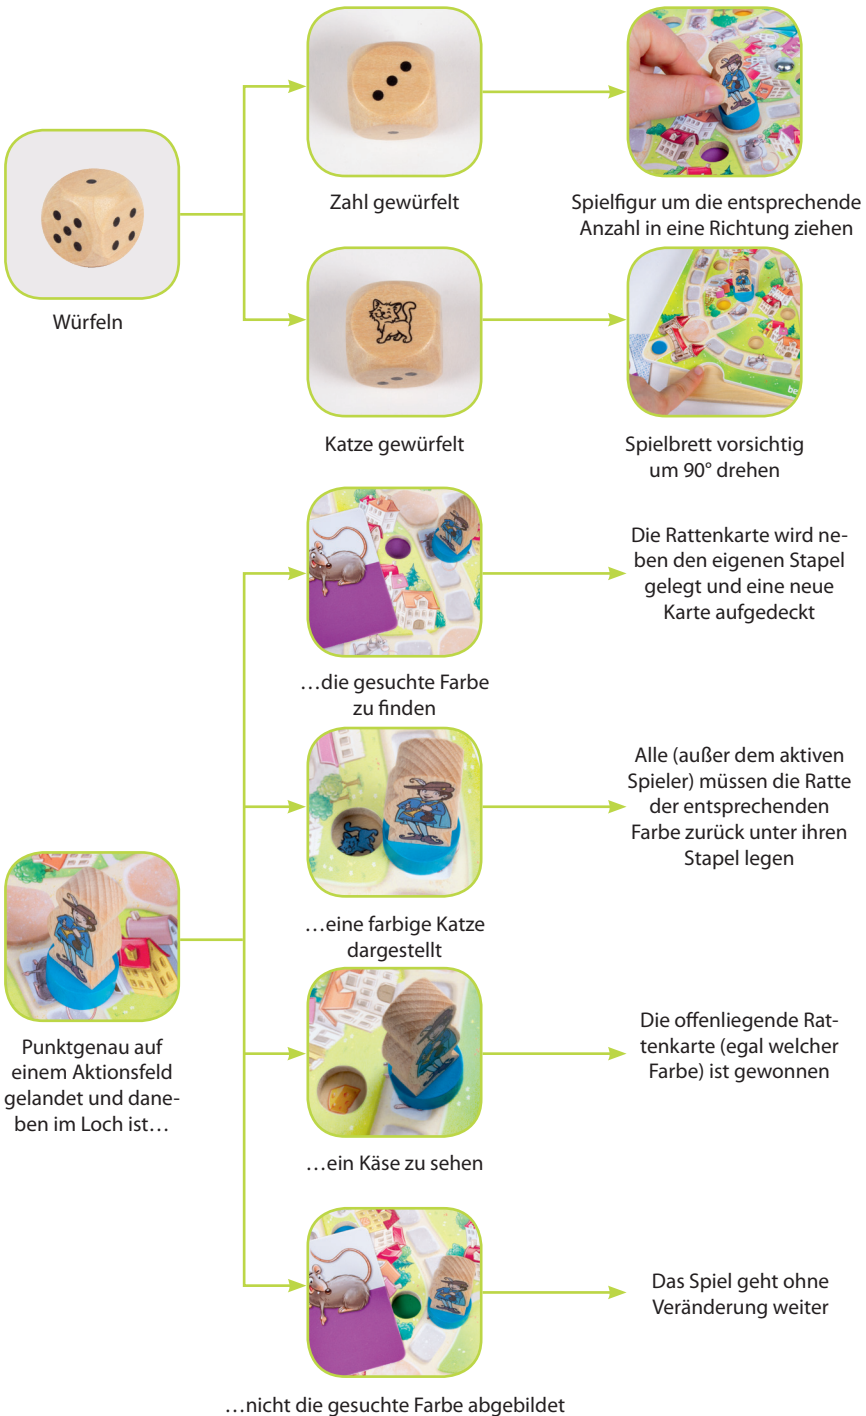 Zahl gewürfelt
Spielfigur um die entsprechende
Anzahl in eine Richtung ziehen
Würfeln
Katze gewürfelt
Spielbrett vorsichtig
um 90° drehen
…die gesuchte Farbe
zu finden
Die Rattenkarte wird ne-
ben den eigenen Stapel
gelegt und eine neue
Karte aufgedeckt
…eine farbige Katze
dargestellt
Alle (außer dem aktiven
Spieler) müssen die Ratte
der entsprechenden
Farbe zurück unter ihren
Stapel legen
Punktgenau auf
einem Aktionsfeld
gelandet und dane-
ben im Loch ist…
…ein Käse zu sehen
Die offenliegende Rat-
tenkarte (egal welcher
Farbe) ist gewonnen
…nicht die gesuchte Farbe abgebildet
Das Spiel geht ohne
Veränderung weiter